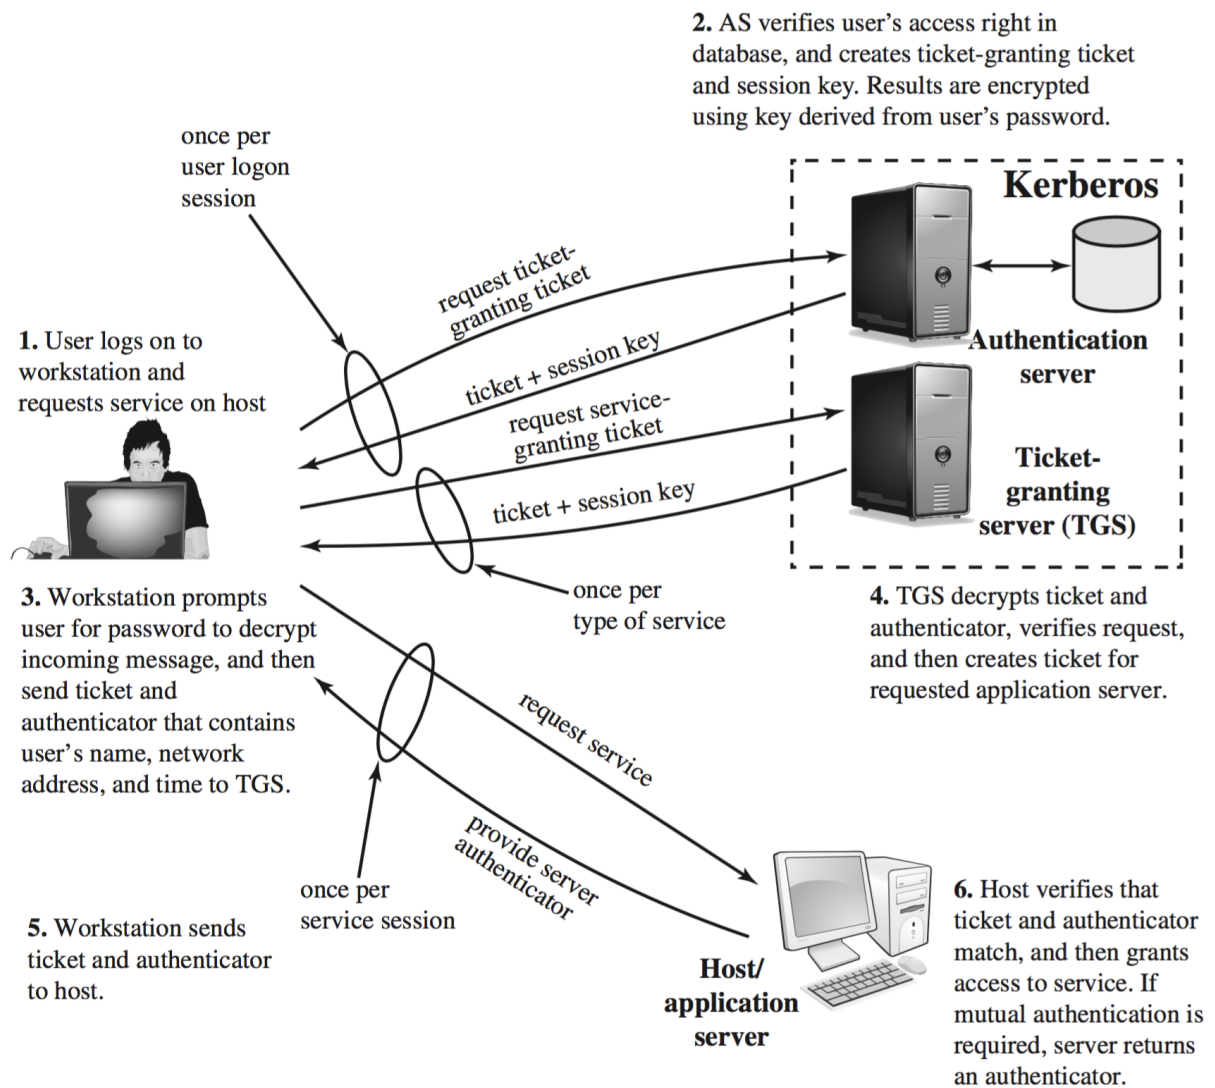 2. AS verifies user's access right in
database, and creates ticket-granting ticket
and session key. Results are encrypted
using key derived from user's password.
once per
user logon
session
Kerberos
request ticket-
granting ticket
1. User logs on to
workstation and
requests service on host
ticket + session key
Authentication
server
request service-
granting ticket
Ticket-
granting
server (TGS)
ticket + session key
once per
type of service
3. Workstation prompts
user for password to decrypt
incoming message, and then
send ticket and
authenticator that contains
user's name, network
address, and time to TGS.
4. TGS decrypts ticket and
authenticator, verifies request,
and then creates ticket for
requested application server.
request service
provide server
authenticator
once per
service session
5. Workstation sends
ticket and authenticator
to host.
Host/
application
server
6. Host verifies that
ticket and authenticator
match, and then grants
access to service. If
mutual authentication is
required, server returns
an authenticator.